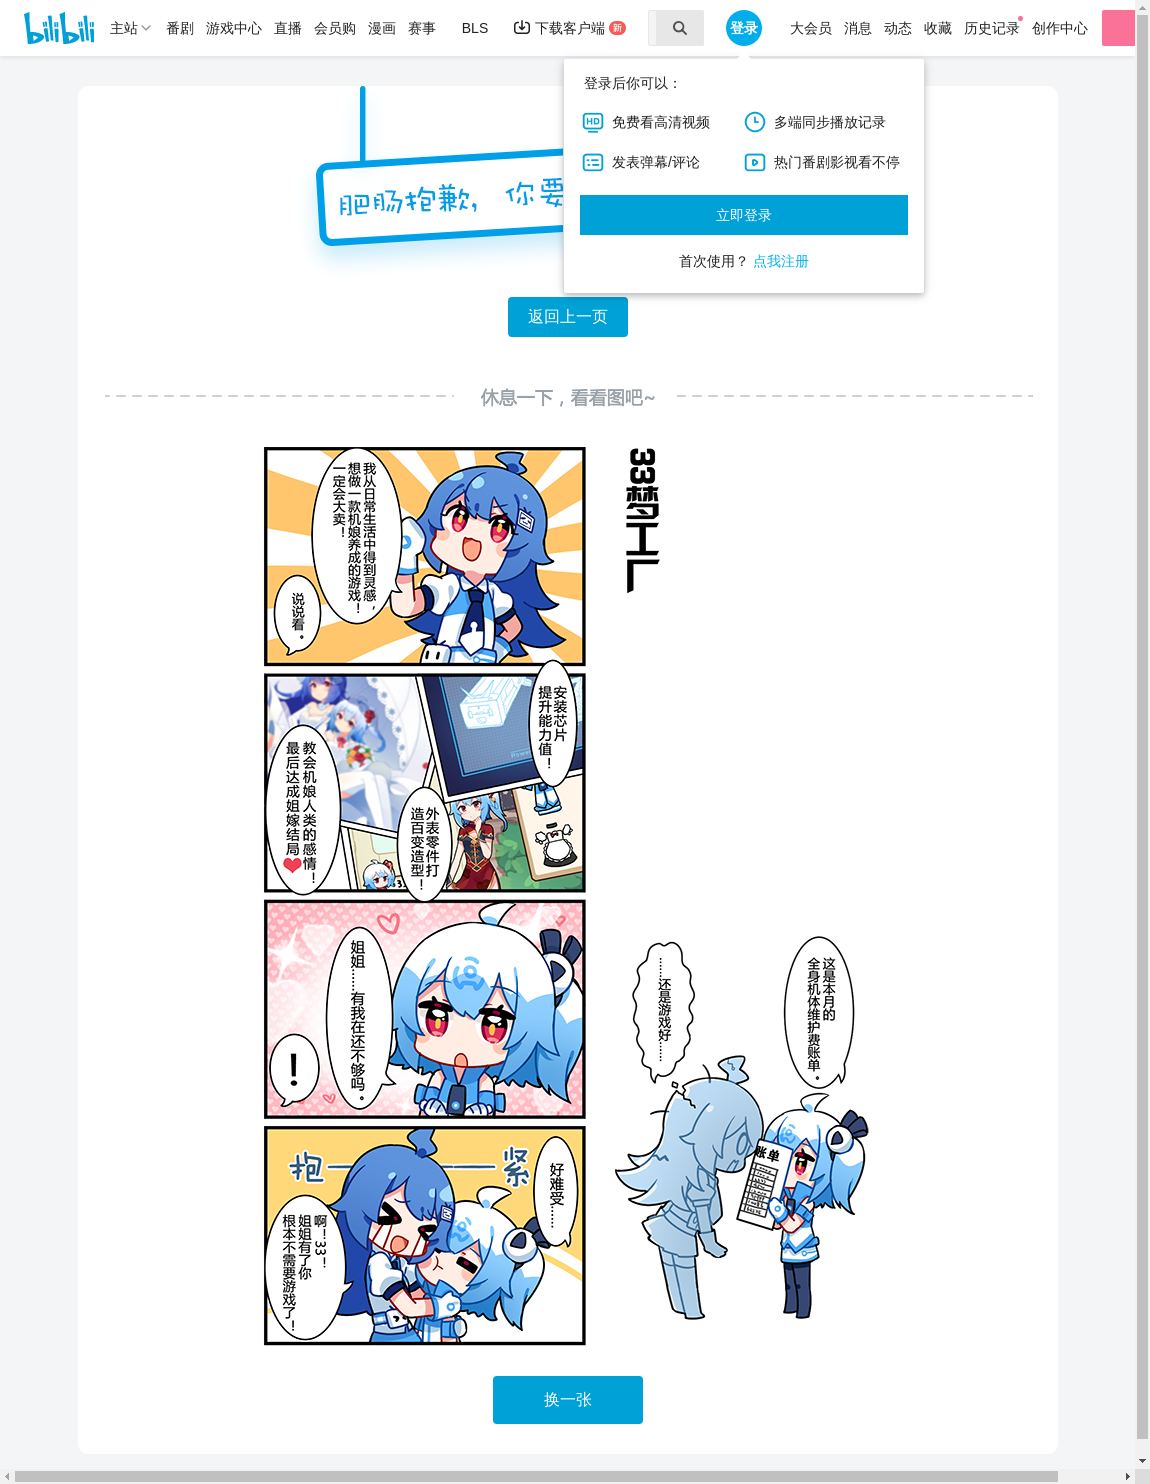 bilibili
主站 番剧 游戏中心 直播 会员购 漫画 赛事 BLS 下载客户端 新 登录 大会员 消息 动态 收藏 历史记录 创作中心
登录后你可以：
HD 免费看高清视频 多端同步播放记录
发表弹幕/评论 热门番剧影视看不停
立即登录
首次使用？ 点我注册
肥肠抱歉，你要
返回上一页
休息一下，看看图吧~
33梦工厂
我从日常生活中得到灵感，
想做一款机娘养成的游戏！
一定会大卖！
说说看。
安装芯片
提升能力值！
教会机娘人类的感情！
最后达成姐嫁结局
外表零件打
造百变造型！
姐姐……有我在还不够吗。
！
抱——紧
好难受……
啊！33！
姐姐有了你
根本不需要游戏了！
这是本月的
全身机体维护费账单。
……还是游戏好……
账单
换一张